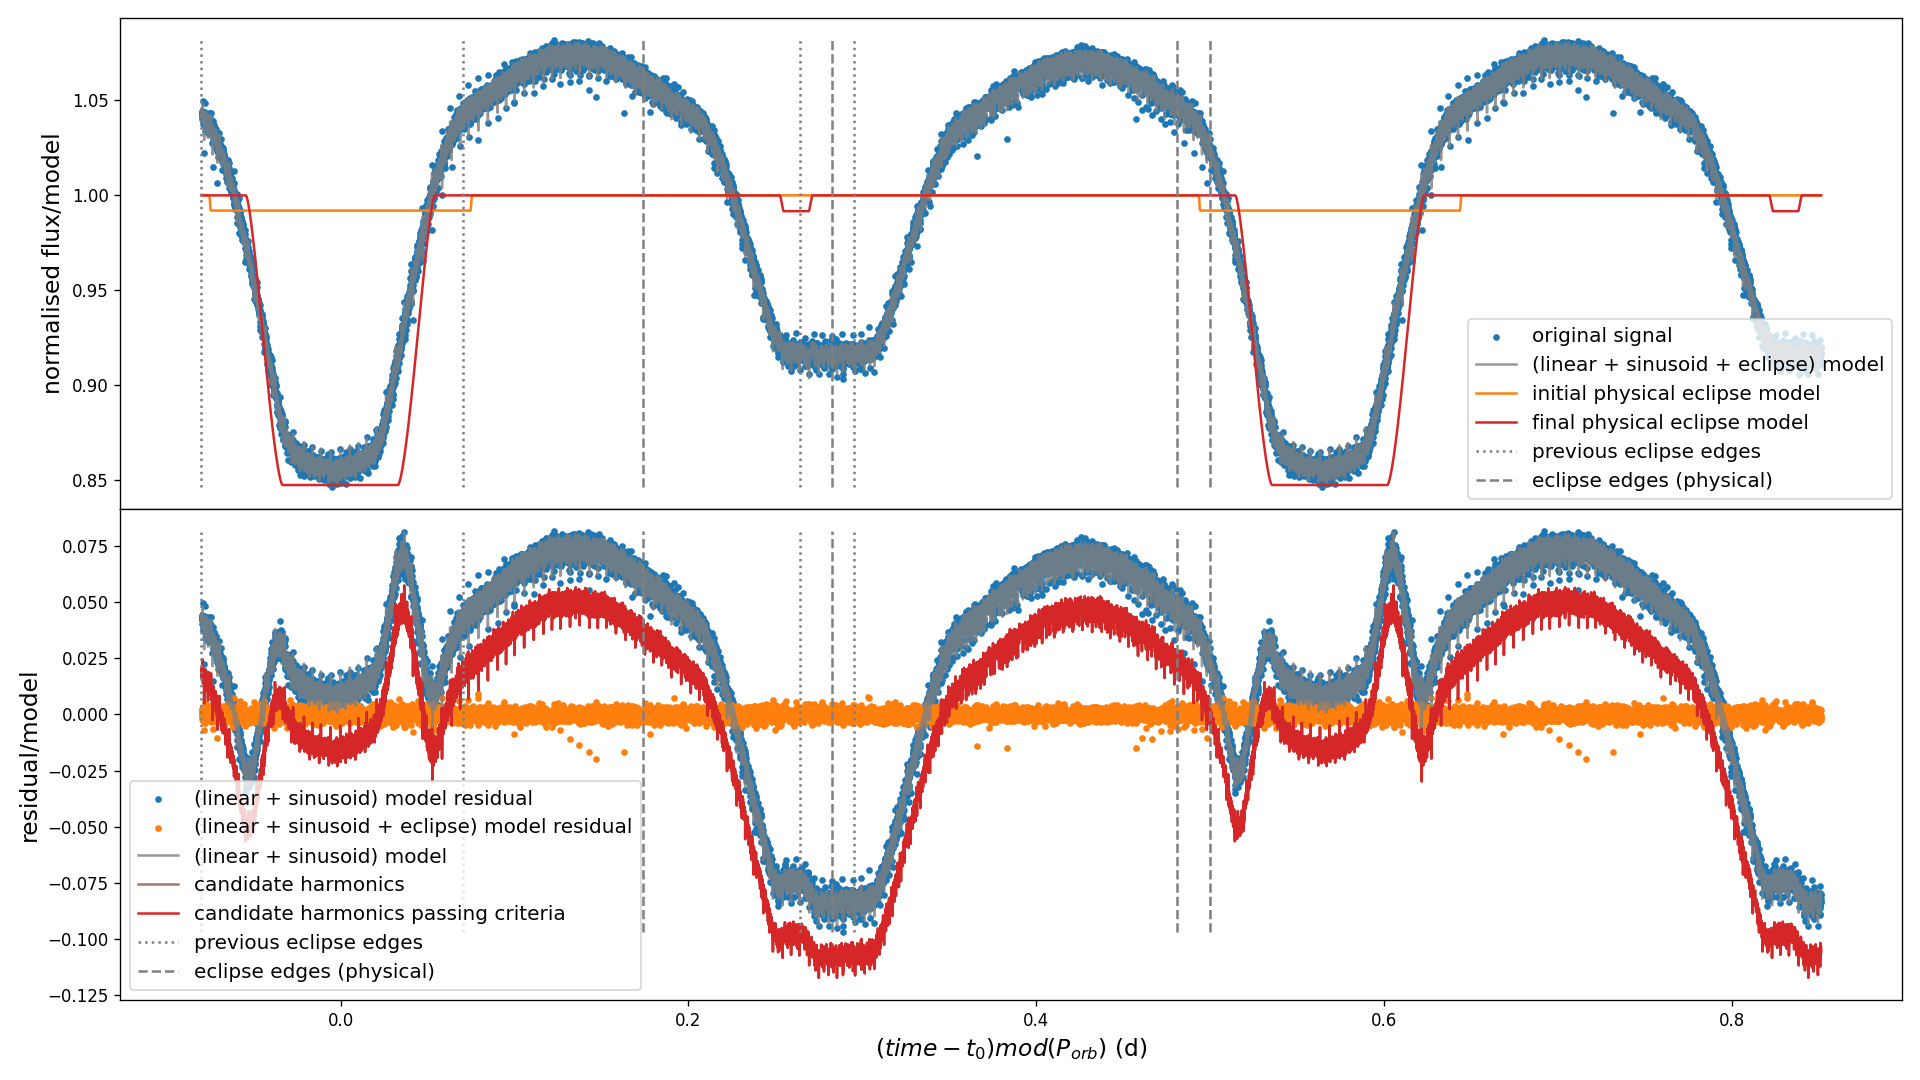 normalised flux/model
1.05
1.00
0.95
0.90
0.85
original signal
(linear + sinusoid + eclipse) model
initial physical eclipse model
final physical eclipse model
previous eclipse edges
eclipse edges (physical)
residual/model
0.075
0.050
0.025
0.000
−0.025
−0.050
−0.075
−0.100
−0.125
(linear + sinusoid) model residual
(linear + sinusoid + eclipse) model residual
(linear + sinusoid) model
candidate harmonics
candidate harmonics passing criteria
previous eclipse edges
eclipse edges (physical)
0.0 0.2 0.4 0.6 0.8
(time − t₀)mod(Pₒᵣb) (d)